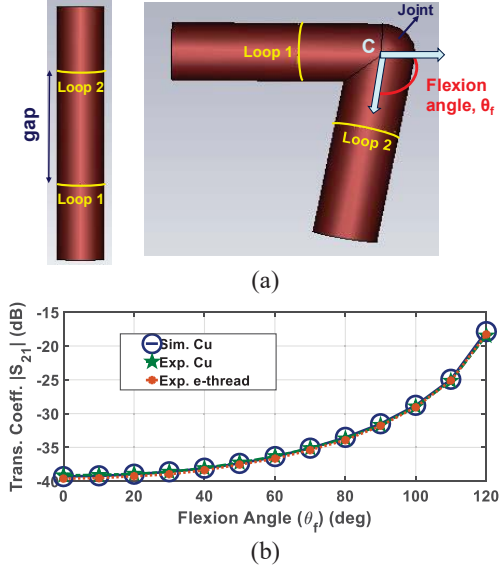 (a)
Loop 2
gap
Loop 1
Joint
C
Loop 1
Flexion
angle, θf
Loop 2
(a)
(b)
Trans. Coeff. |S21| (dB)
-15
-20
-25
-30
-35
-40
Sim. Cu
Exp. Cu
Exp. e-thread
0 20 40 60 80 100 120
Flexion Angle (θf) (deg)
(b)